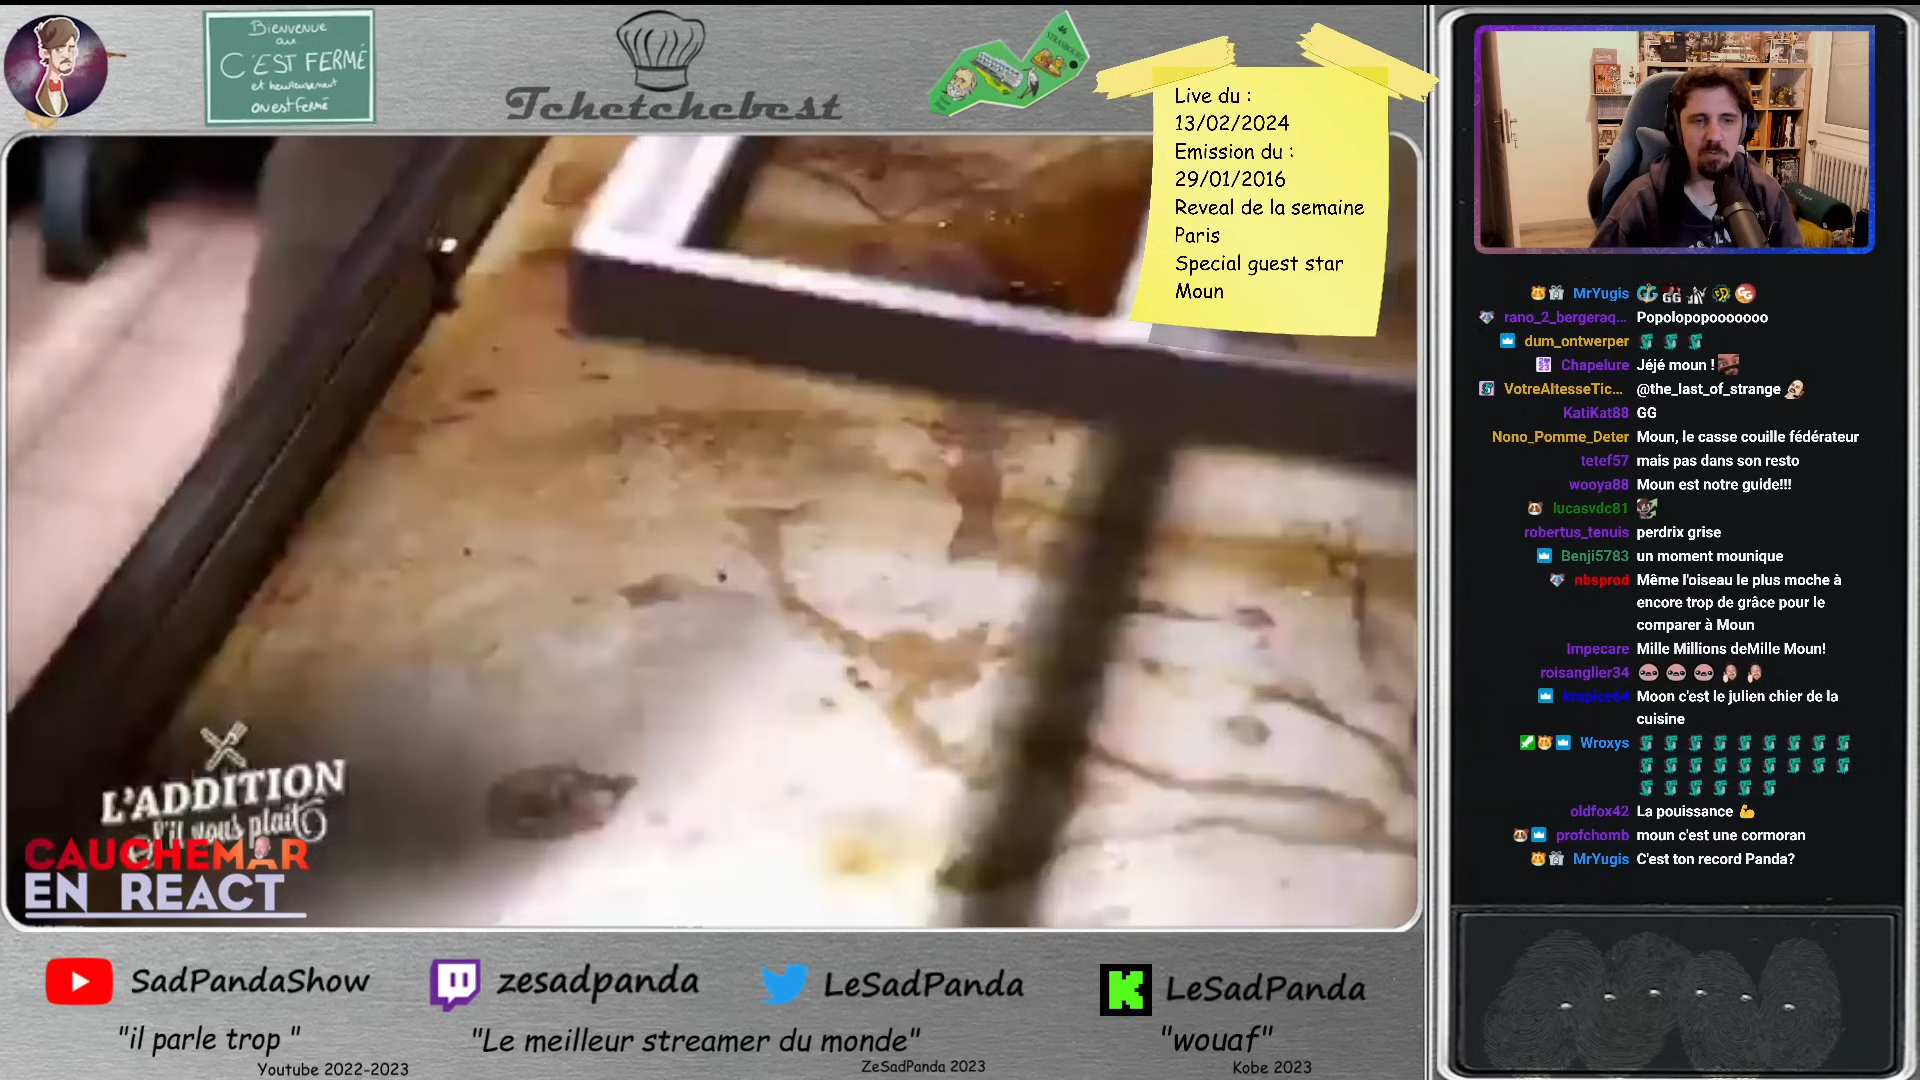 Bienvenue
au
C'EST FERMÉ
et heureusement
on est fermé
Tchetchebest
STRASBOURG
Live du :
13/02/2024
Emission du :
29/01/2016
Reveal de la semaine
Paris
Special guest star
Moun
L'ADDITION
s'il vous plaît
CAUCHEMAR
EN REACT
SadPandaShow
zesadpanda
LeSadPanda
LeSadPanda
"il parle trop "
"Le meilleur streamer du monde"
"wouaf"
Youtube 2022-2023
ZeSadPanda 2023
Kobe 2023
MrYugis GG
rano_2_bergeraq... Popolopopooooooo
dum_ontwerper
Chapelure Jéjé moun !
VotreAltesseTic... @the_last_of_strange
KatiKat88 GG
Nono_Pomme_Deter Moun, le casse couille fédérateur
tetef57 mais pas dans son resto
wooya88 Moun est notre guide!!!
lucasvdc81
robertus_tenuis perdrix grise
Benji5783 un moment mounique
nbsprod Même l'oiseau le plus moche à
encore trop de grâce pour le
comparer à Moun
Impecare Mille Millions deMille Moun!
roisanglier34
krapice64 Moon c'est le julien chier de la
cuisine
Wroxys
oldfox42 La pouissance 💪
profchomb moun c'est une cormoran
MrYugis C'est ton record Panda?